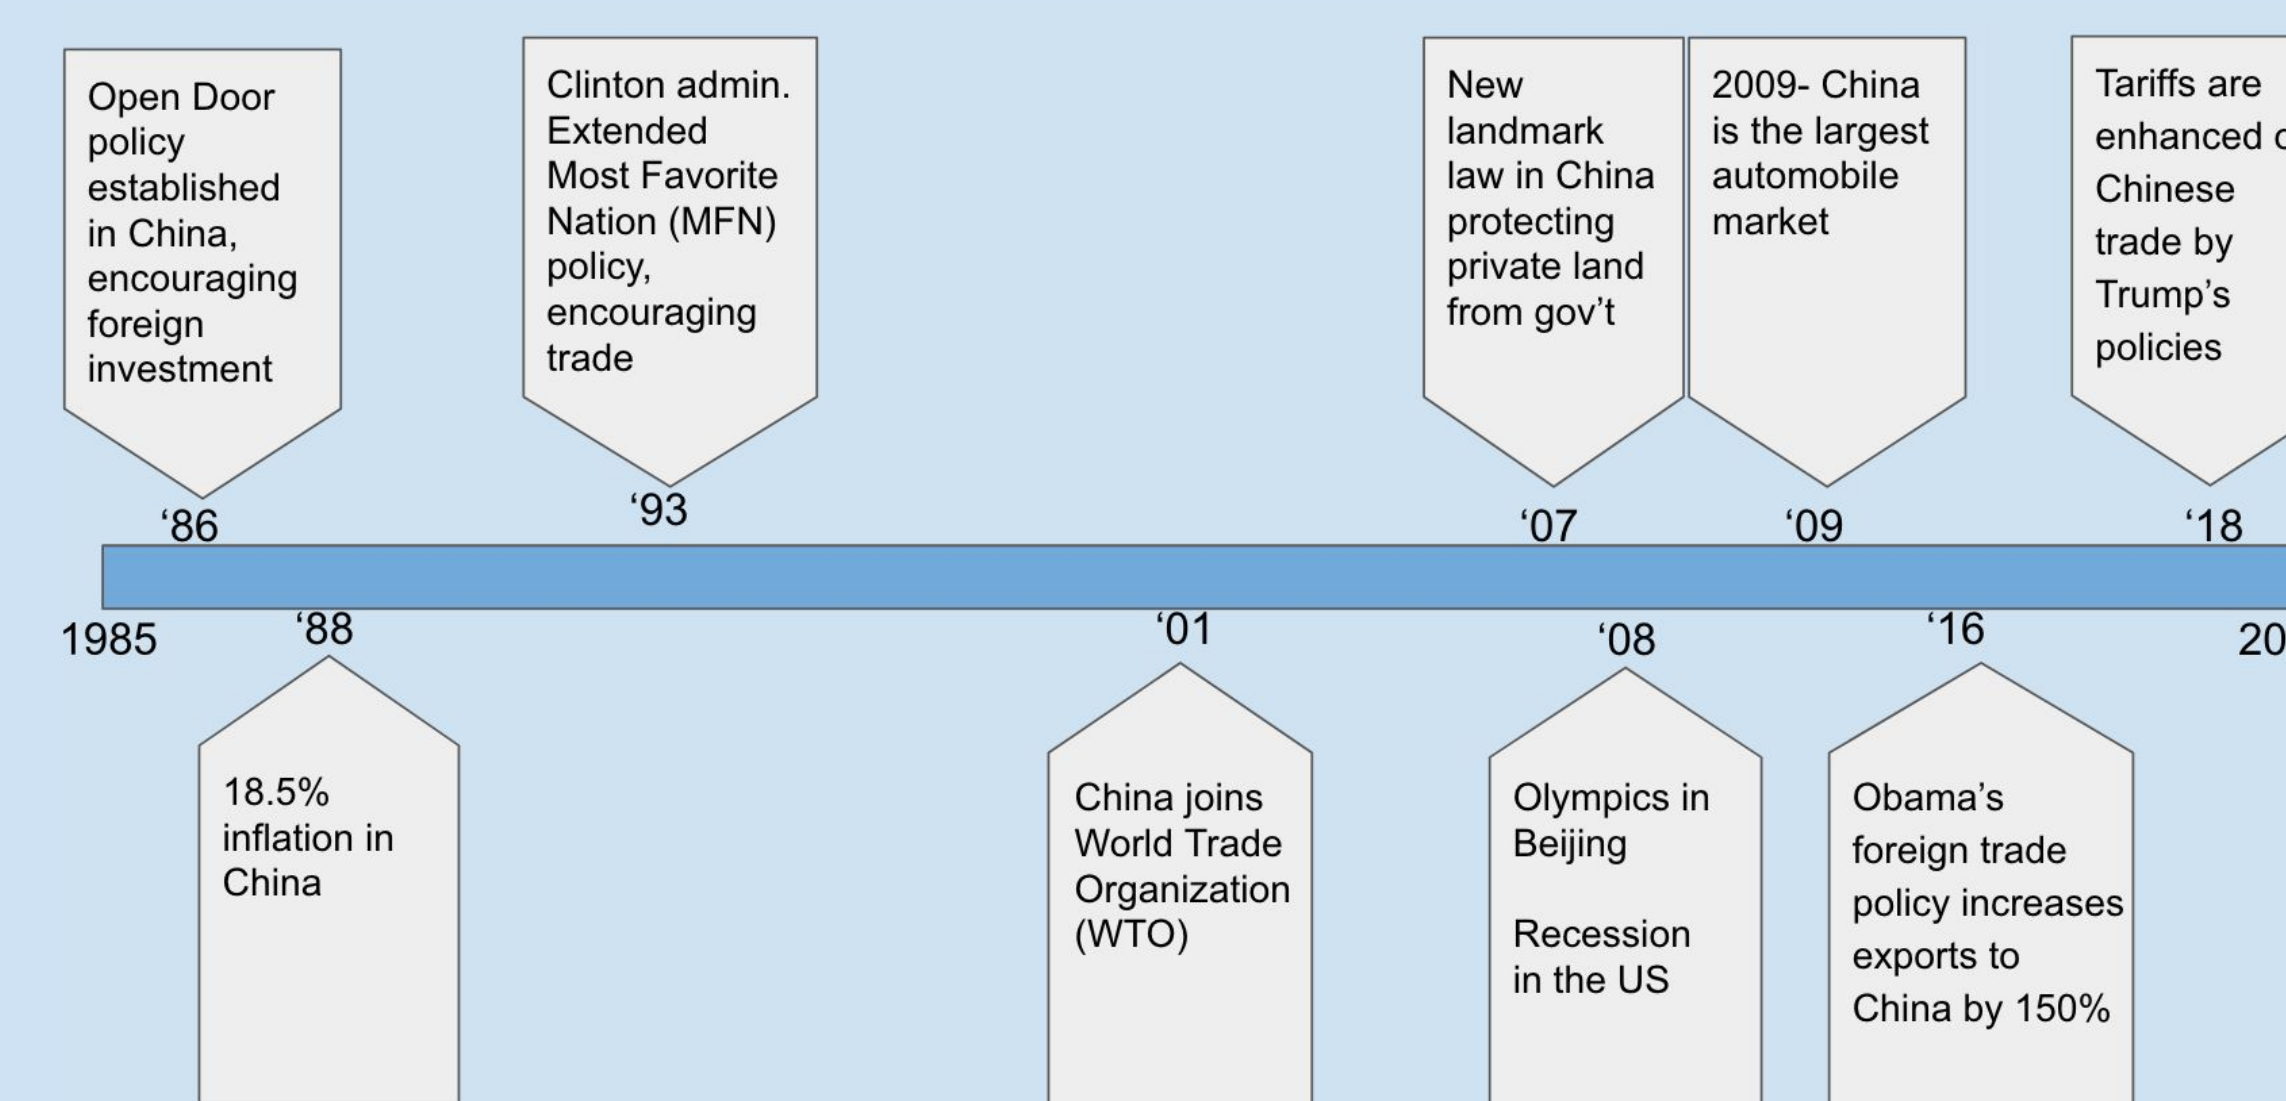 Open Door
policy
established
in China,
encouraging
foreign
investment
Clinton admin.
Extended
Most Favorite
Nation (MFN)
policy,
encouraging
trade
New
landmark
law in China
protecting
private land
from gov’t
2009- China
is the largest
automobile
market
Tariffs are
enhanced
Chinese
trade by
Trump’s
policies
‘86
‘93
‘07
‘09
‘18
1985
‘88
‘01
‘08
‘16
20
18.5%
inflation in
China
China joins
World Trade
Organization
(WTO)
Olympics in
Beijing
Recession
in the US
Obama’s
foreign trade
policy increases
exports to
China by 150%